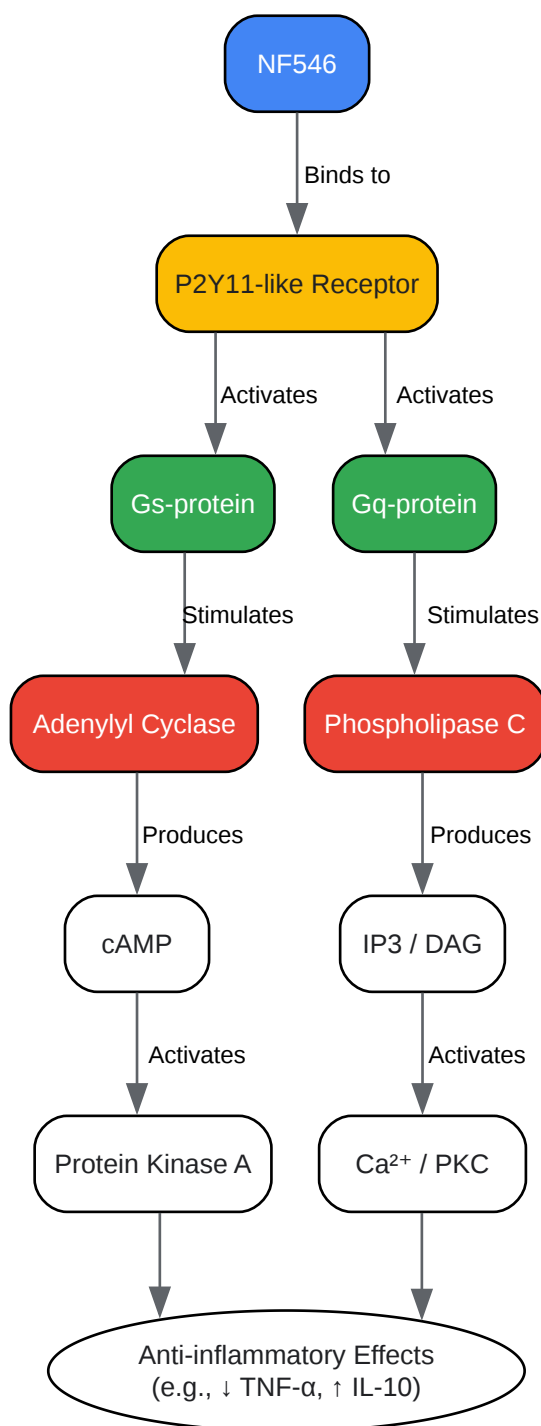 NF546
Binds to
P2Y11-like Receptor
Activates
Activates
Gs-protein
Gq-protein
Stimulates
Stimulates
Adenylyl Cyclase
Phospholipase C
Produces
Produces
cAMP
IP3 / DAG
Activates
Activates
Protein Kinase A
Ca²⁺ / PKC
Anti-inflammatory Effects
(e.g., ↓ TNF-α, ↑ IL-10)